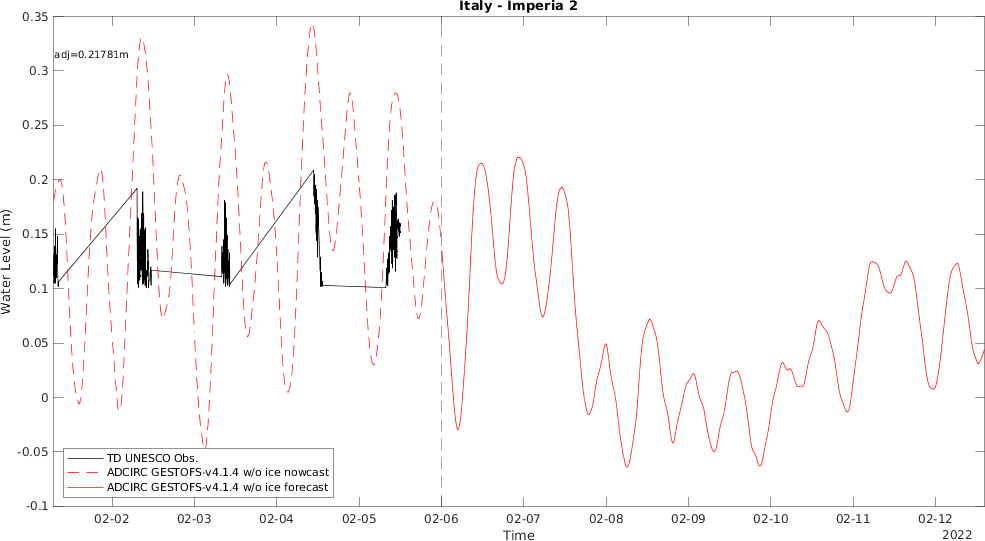 Italy - Imperia 2
adj=0.21781m
0.35
0.3
0.25
0.2
0.15
0.1
0.05
0
-0.05
-0.1
Water Level (m)
TD UNESCO Obs.
ADCIRC GESTOFS-v4.1.4 w/o ice nowcast
ADCIRC GESTOFS-v4.1.4 w/o ice forecast
02-02 02-03 02-04 02-05 02-06 02-07 02-08 02-09 02-10 02-11 02-12
Time
2022